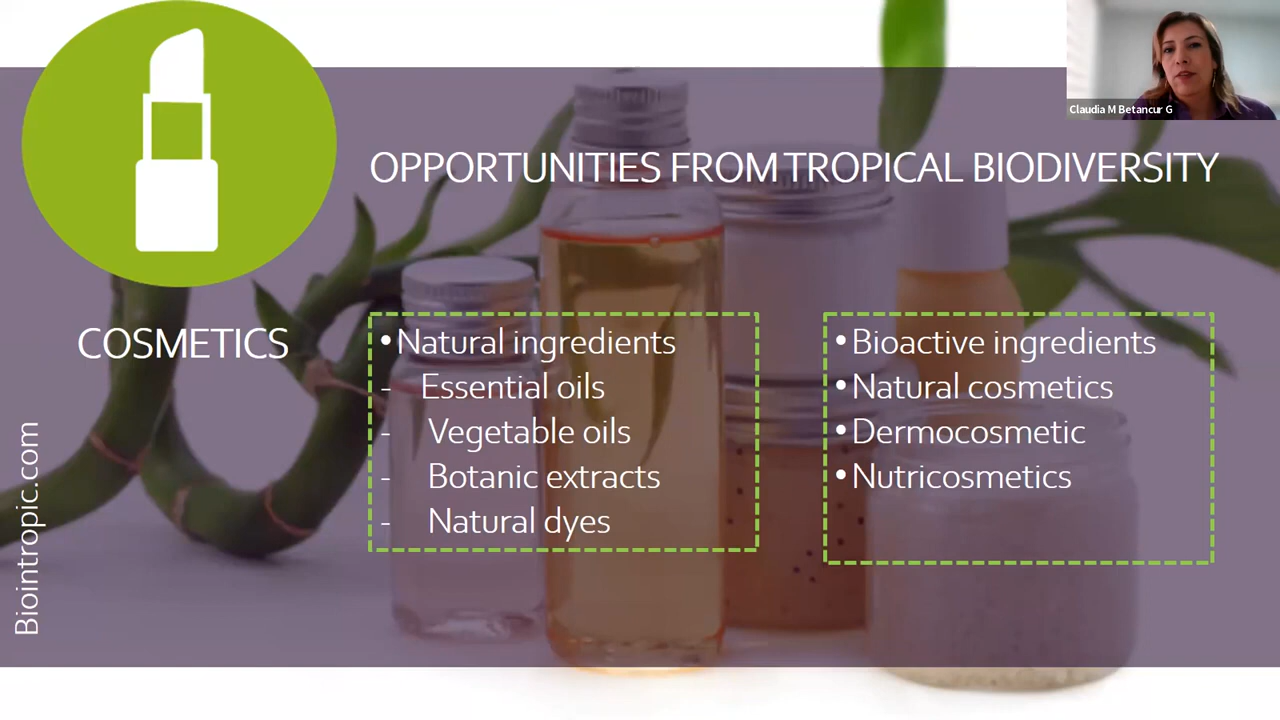 Claudia M Betancur G
OPPORTUNITIES FROM TROPICAL BIODIVERSITY
COSMETICS
•Natural ingredients
- Essential oils
- Vegetable oils
- Botanic extracts
- Natural dyes
•Bioactive ingredients
•Natural cosmetics
•Dermocosmetic
•Nutricosmetics
Biointropic.com